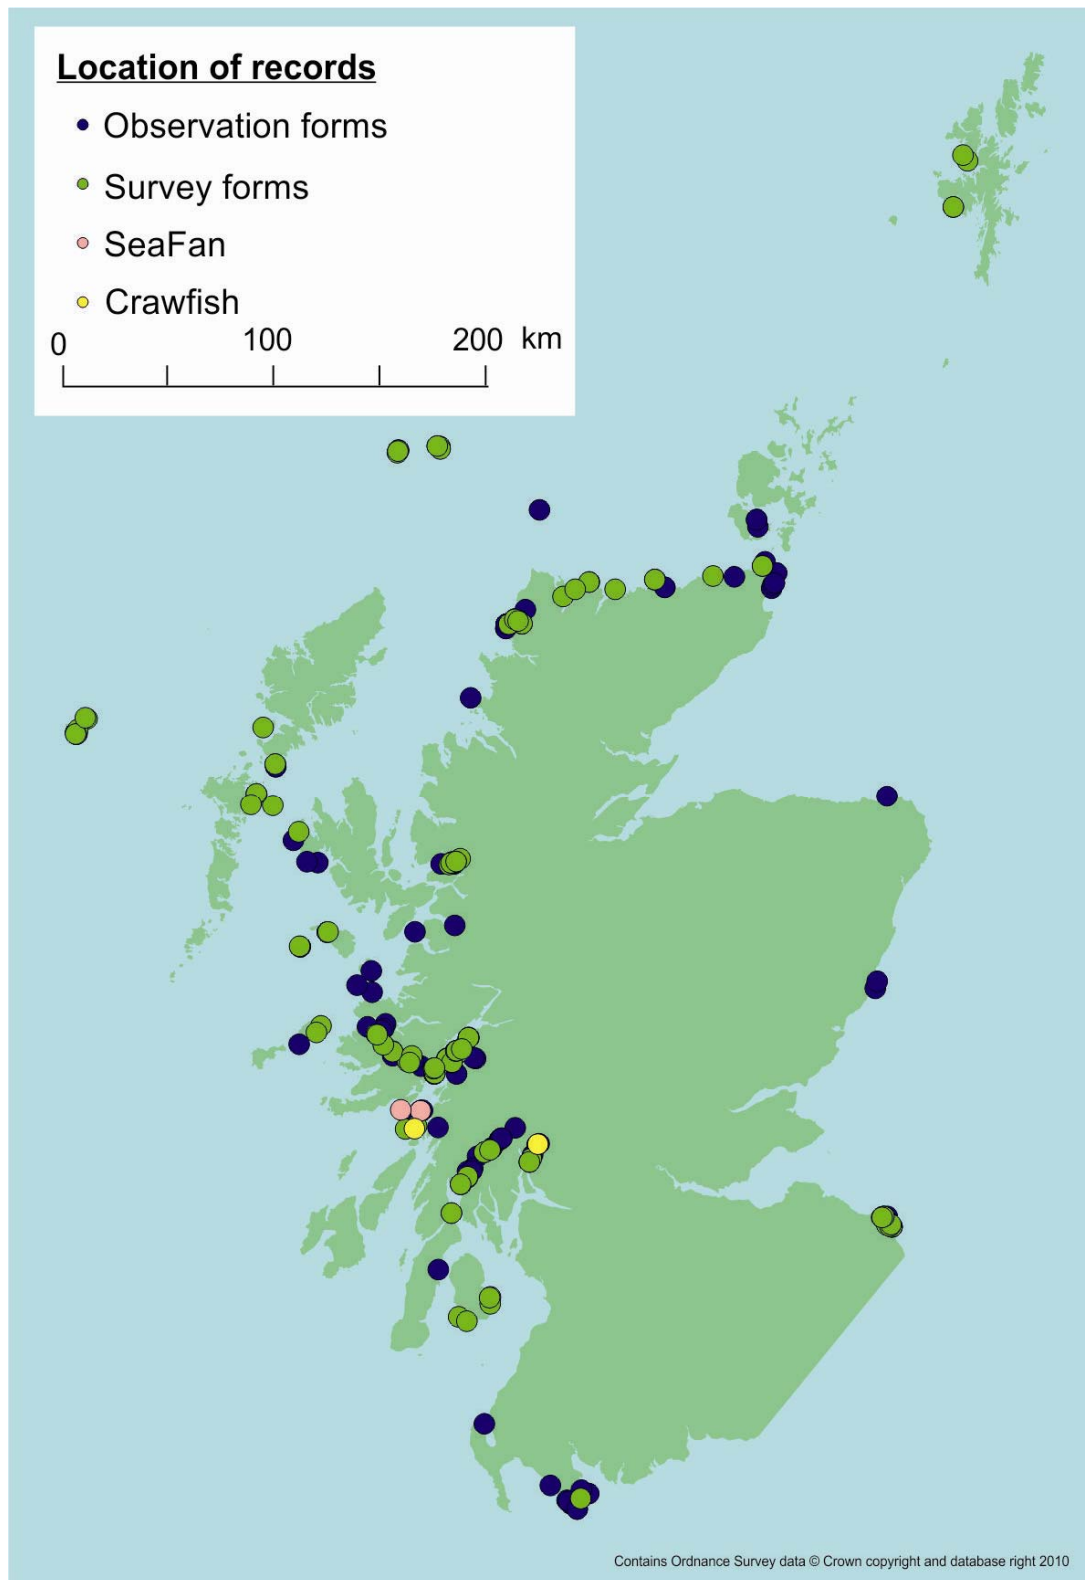 Location of records
Observation forms
Survey forms
SeaFan
Crawfish
0 100 200 km
Contains Ordnance Survey data © Crown copyright and database right 2010